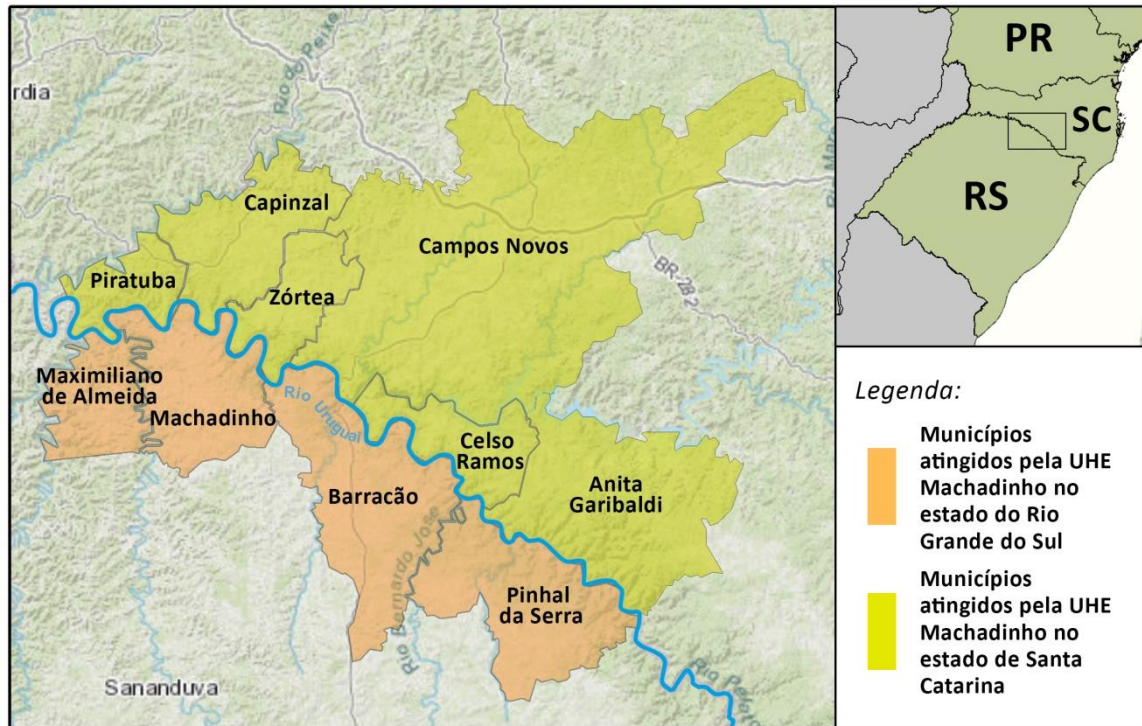 rdia
Rio do Peixe
Capinzal
Campos Novos
Piratuba
Zórtea
BR-282
Maximiliano
de Almeida
Machadinho
Rio Uruguai
Celso
Ramos
Anita
Garibaldi
Barracão
Rio Bernardo José
Pinhal
da Serra
Sananduva
PR
SC
RS
Legenda:
Municípios
atingidos pela UHE
Machadinho no
estado do Rio
Grande do Sul
Municípios
atingidos pela UHE
Machadinho no
estado de Santa
Catarina